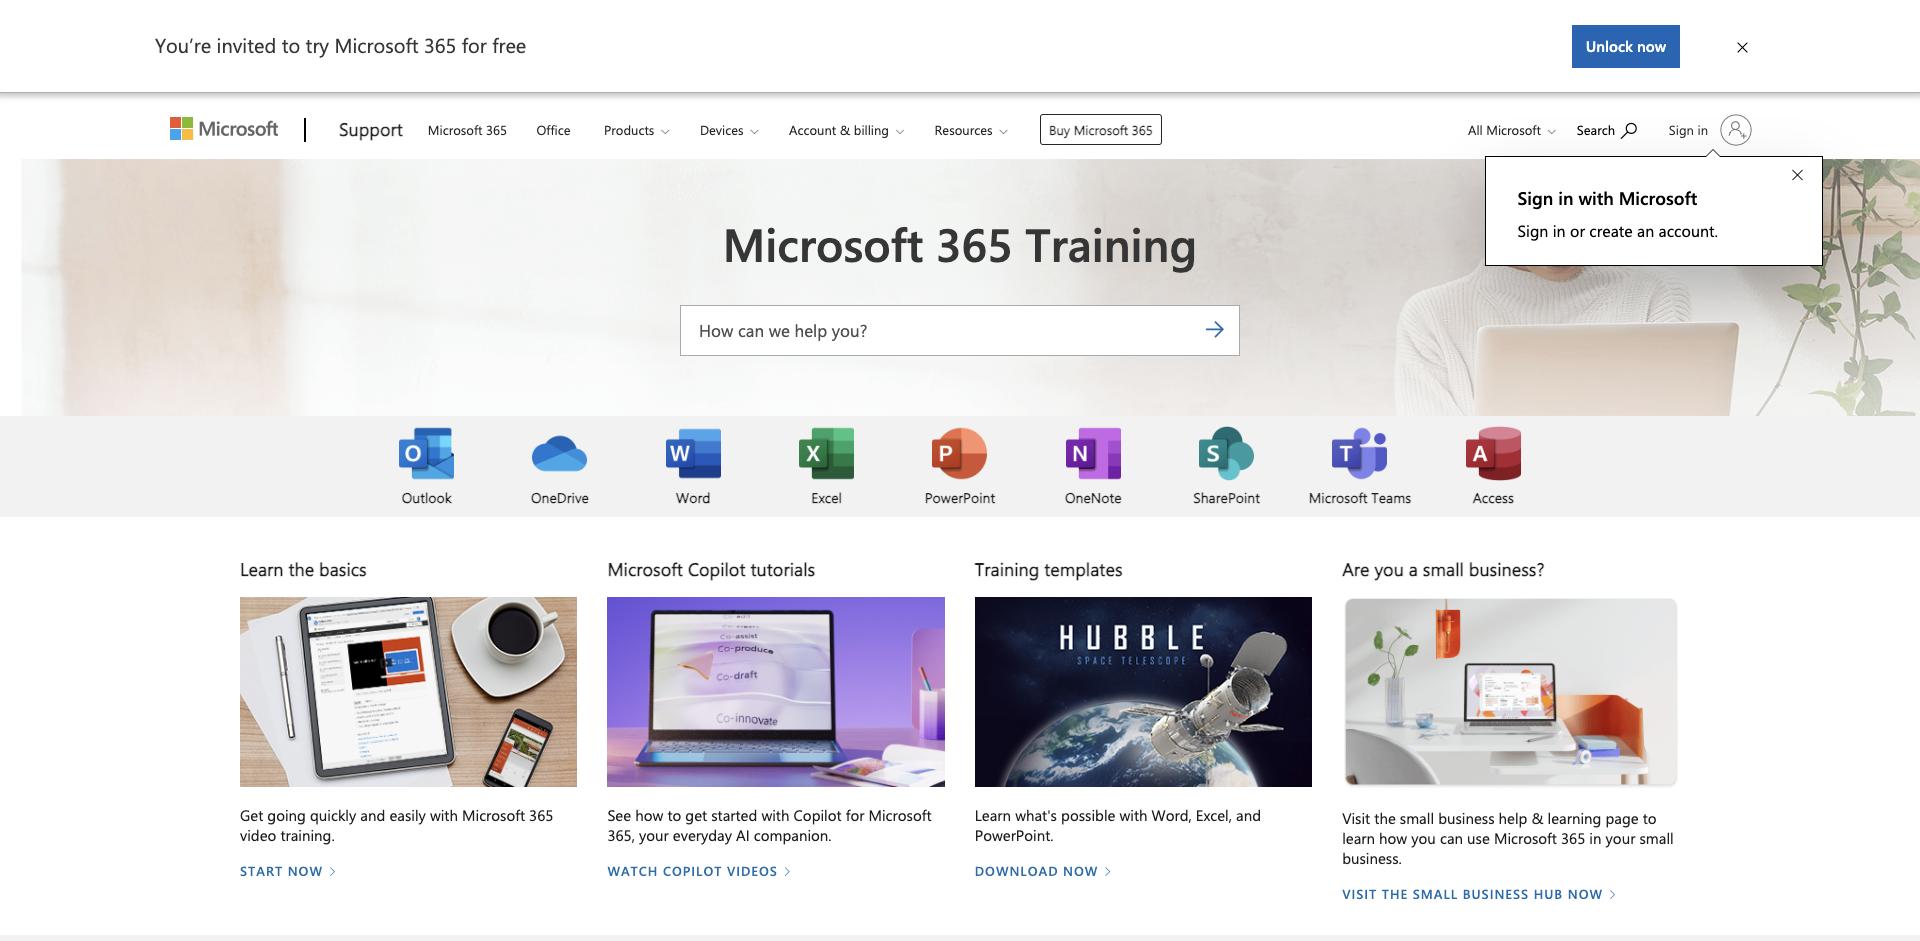 You're invited to try Microsoft 365 for free
Unlock now
Microsoft
Support
Microsoft 365
Office
Products
Devices
Account & billing
Resources
Buy Microsoft 365
All Microsoft
Search
Sign in
Sign in with Microsoft
Sign in or create an account.
Microsoft 365 Training
How can we help you?
Outlook
OneDrive
Word
Excel
PowerPoint
OneNote
SharePoint
Microsoft Teams
Access
Learn the basics
Get going quickly and easily with Microsoft 365
video training.
START NOW
Microsoft Copilot tutorials
Co-edit
Co-assist
Co-produce
Co-draft
Co-innovate
See how to get started with Copilot for Microsoft
365, your everyday AI companion.
WATCH COPILOT VIDEOS
Training templates
HUBBLE
SPACE TELESCOPE
Learn what's possible with Word, Excel, and
PowerPoint.
DOWNLOAD NOW
Are you a small business?
Visit the small business help & learning page to
learn how you can use Microsoft 365 in your small
business.
VISIT THE SMALL BUSINESS HUB NOW